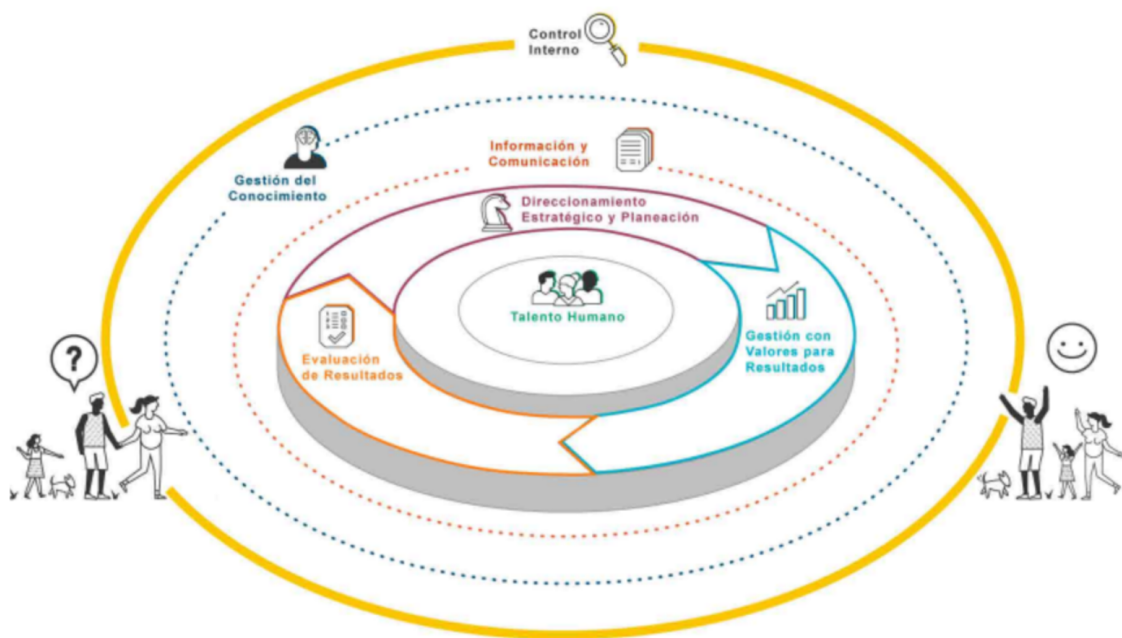 Control
Interno
Gestión del
Conocimiento
Información y
Comunicación
Direccionamiento
Estratégico y Planeación
Talento Humano
Gestión con
Valores para
Resultados
Evaluación
de Resultados
?